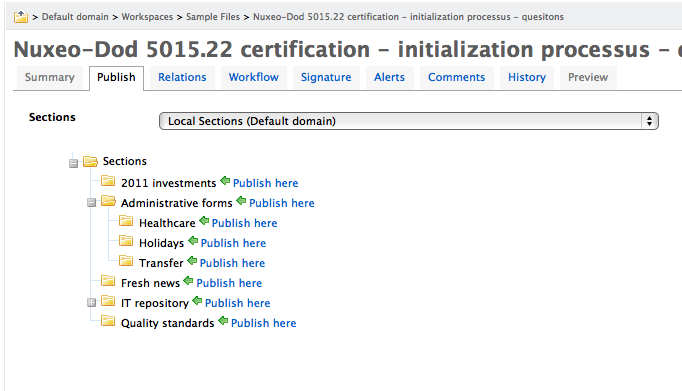 > Default domain > Workspaces > Sample Files > Nuxeo-Dod 5015.22 certification - initialization processus - quesitons
Nuxeo-Dod 5015.22 certification - initialization processus -
Summary Publish Relations Workflow Signature Alerts Comments History Preview
Sections Local Sections (Default domain)
Sections
2011 investments Publish here
Administrative forms Publish here
Healthcare Publish here
Holidays Publish here
Transfer Publish here
Fresh news Publish here
IT repository Publish here
Quality standards Publish here